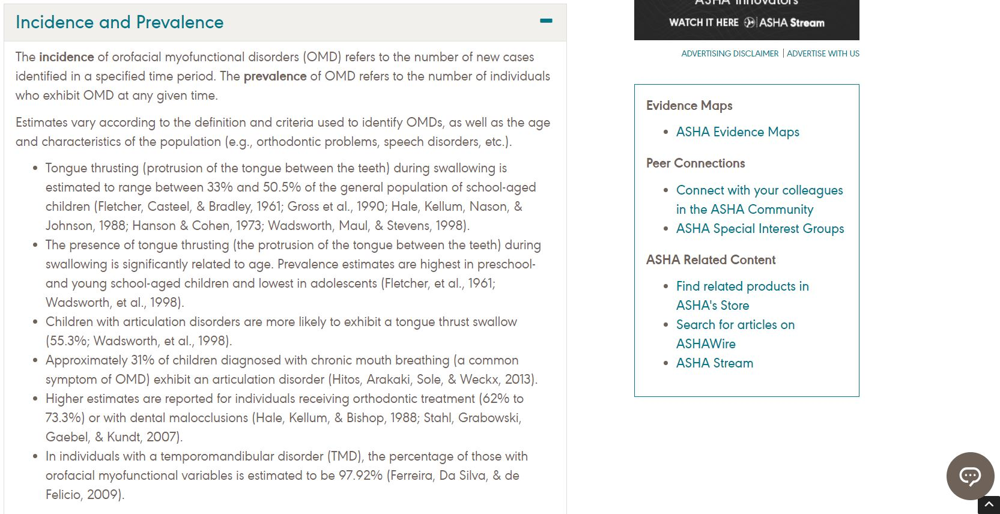 Incidence and Prevalence
The incidence of orofacial myofunctional disorders (OMD) refers to the number of new cases
identified in a specified time period. The prevalence of OMD refers to the number of individuals
who exhibit OMD at any given time.
Estimates vary according to the definition and criteria used to identify OMDs, as well as the age
and characteristics of the population (e.g., orthodontic problems, speech disorders, etc.).
• Tongue thrusting (protrusion of the tongue between the teeth) during swallowing is
estimated to range between 33% and 50.5% of the general population of school-aged
children (Fletcher, Casteel, & Bradley, 1961; Gross et al., 1990; Hale, Kellum, Nason, &
Johnson, 1988; Hanson & Cohen, 1973; Wadsworth, Maul, & Stevens, 1998).
• The presence of tongue thrusting (the protrusion of the tongue between the teeth) during
swallowing is significantly related to age. Prevalence estimates are highest in preschool-
and young school-aged children and lowest in adolescents (Fletcher, et al., 1961;
Wadsworth, et al., 1998).
• Children with articulation disorders are more likely to exhibit a tongue thrust swallow
(55.3%; Wadsworth, et al., 1998).
• Approximately 31% of children diagnosed with chronic mouth breathing (a common
symptom of OMD) exhibit an articulation disorder (Hitos, Arakaki, Sole, & Weckx, 2013).
• Higher estimates are reported for individuals receiving orthodontic treatment (62% to
73.3%) or with dental malocclusions (Hale, Kellum, & Bishop, 1988; Stahl, Grabowski,
Gaebel, & Kundt, 2007).
• In individuals with a temporomandibular disorder (TMD), the percentage of those with
orofacial myofunctional variables is estimated to be 97.92% (Ferreira, Da Silva, & de
Felicio, 2009).
ASHA Innovators
WATCH IT HERE ASHA Stream
ADVERTISING DISCLAIMER | ADVERTISE WITH US
Evidence Maps
• ASHA Evidence Maps
Peer Connections
• Connect with your colleagues
in the ASHA Community
• ASHA Special Interest Groups
ASHA Related Content
• Find related products in
ASHA's Store
• Search for articles on
ASHAWire
• ASHA Stream